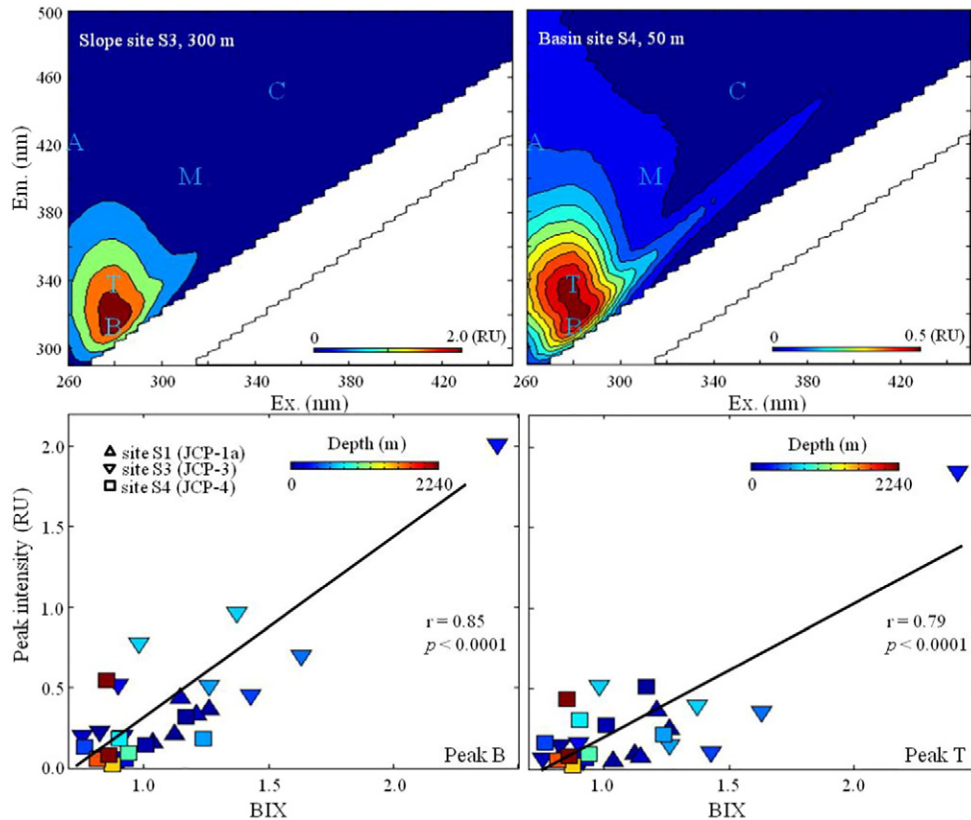 Slope site S3, 300 m
500
460
420
380
340
300
Em. (nm)
A
C
M
T
B
0
2.0 (RU)
260
300
340
380
420
Ex. (nm)
Basin site S4, 50 m
A
C
M
T
B
0
0.5 (RU)
260
300
340
380
420
Ex. (nm)
2.0
1.5
1.0
0.5
0.0
Peak intensity (RU)
site S1 (JCP-1a)
site S3 (JCP-3)
site S4 (JCP-4)
Depth (m)
0
2240
r = 0.85
p < 0.0001
Peak B
1.0
1.5
2.0
BIX
Depth (m)
0
2240
r = 0.79
p < 0.0001
Peak T
1.0
1.5
2.0
BIX